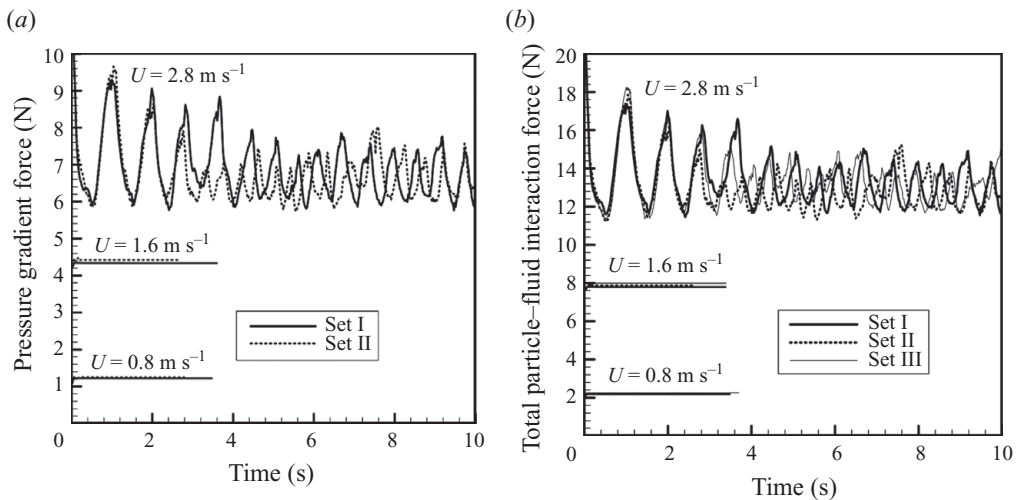 (a)
10
9
8
7
6
5
4
3
2
1
0
2
4
6
8
10
Pressure gradient force (N)
Time (s)
U = 2.8 m s⁻¹
U = 1.6 m s⁻¹
U = 0.8 m s⁻¹
Set I
Set II
(b)
20
18
16
14
12
10
8
6
4
2
0
2
4
6
8
10
Total particle–fluid interaction force (N)
Time (s)
U = 2.8 m s⁻¹
U = 1.6 m s⁻¹
U = 0.8 m s⁻¹
Set I
Set II
Set III